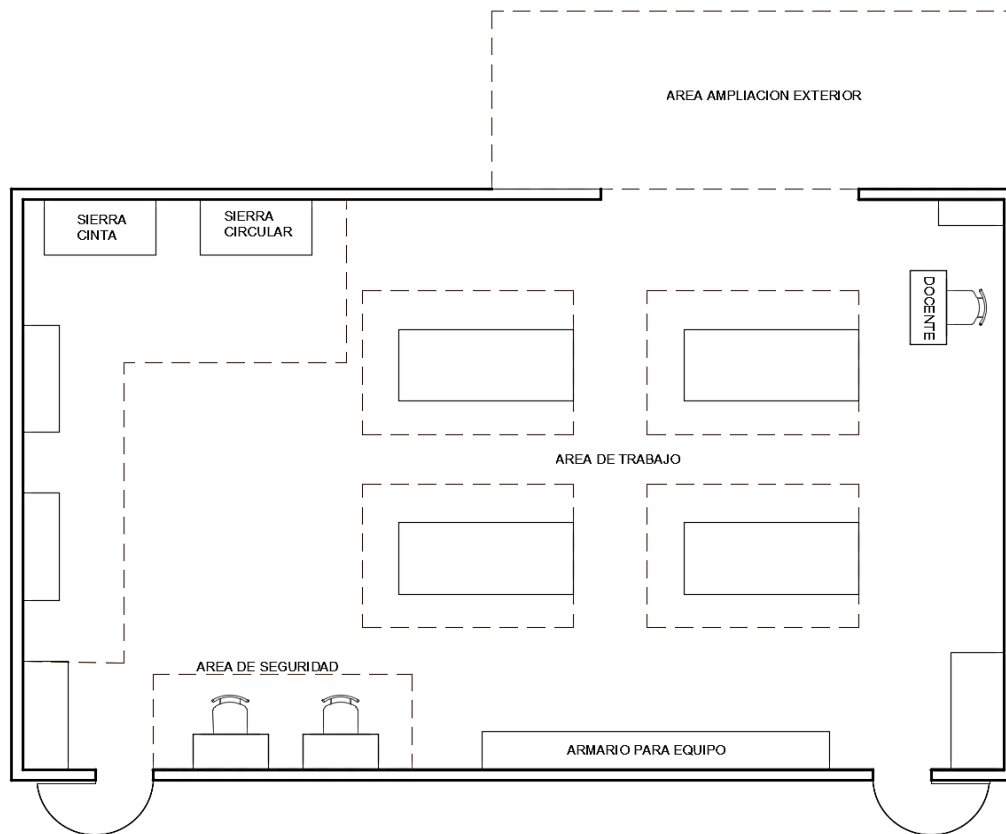 AREA AMPLIACION EXTERIOR
SIERRA
CINTA
SIERRA
CIRCULAR
DOCENTE
AREA DE TRABAJO
AREA DE SEGURIDAD
ARMARIO PARA EQUIPO